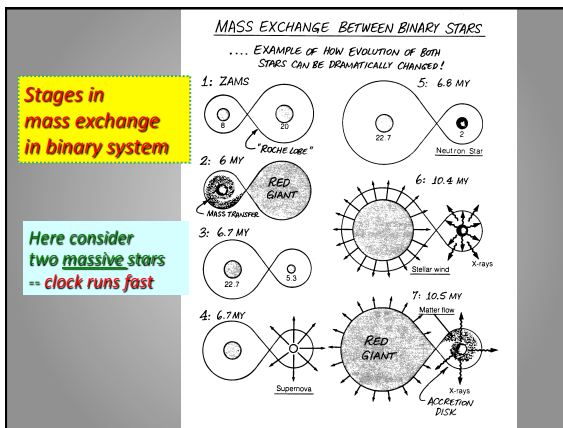 MASS EXCHANGE BETWEEN BINARY STARS
.... EXAMPLE OF HOW EVOLUTION OF BOTH
STARS CAN BE DRAMATICALLY CHANGED!
Stages in
mass exchange
in binary system
Here consider
two massive stars
-- clock runs fast
1: ZAMS
8
20
"ROCHE LOBE"
2: 6 MY
RED
GIANT
MASS TRANSFER
3: 6.7 MY
22.7
5.3
4: 6.7 MY
Supernova
5: 6.8 MY
22.7
2
Neutron Star
6: 10.4 MY
Stellar wind
X-rays
7: 10.5 MY
Matter flow
RED
GIANT
X-rays
ACCRETION
DISK